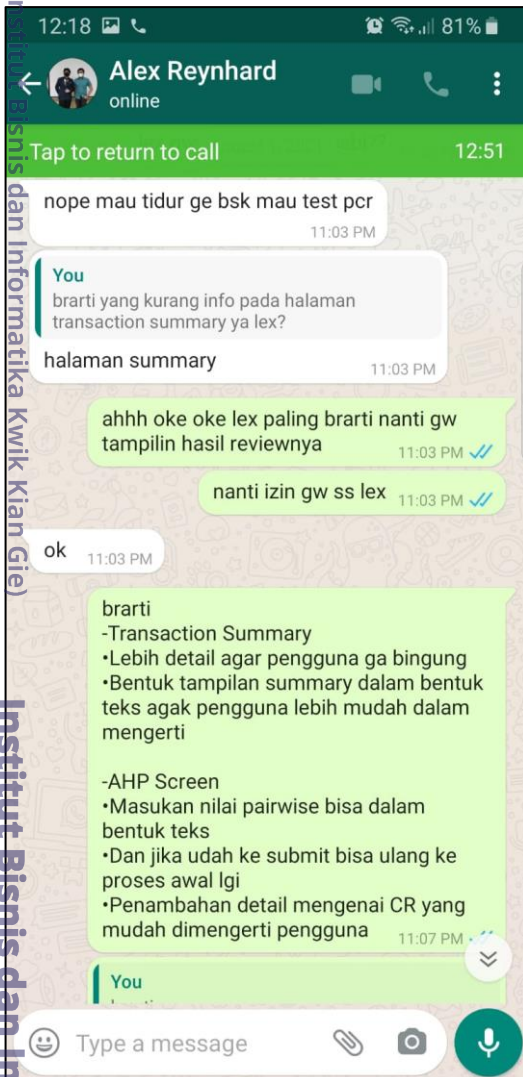 12:18 81%
Alex Reynhard
online
Tap to return to call 12:51
nope mau tidur ge bsk mau test pcr
11:03 PM
You
brarti yang kurang info pada halaman
transaction summary ya lex?
halaman summary 11:03 PM
ahhh oke oke lex paling brarti nanti gw
tampilin hasil reviewnya 11:03 PM
nanti izin gw ss lex 11:03 PM
ok 11:03 PM
brarti
-Transaction Summary
•Lebih detail agar pengguna ga bingung
•Bentuk tampilan summary dalam bentuk
teks agak pengguna lebih mudah dalam
mengerti
-AHP Screen
•Masukan nilai pairwise bisa dalam
bentuk teks
•Dan jika udah ke submit bisa ulang ke
proses awal lgi
•Penambahan detail mengenai CR yang
mudah dimengerti pengguna 11:07 PM
You
Type a message
nstitut Bisnis dan Informatika Kwik Kian Gie)
Institut Bisnis dan In